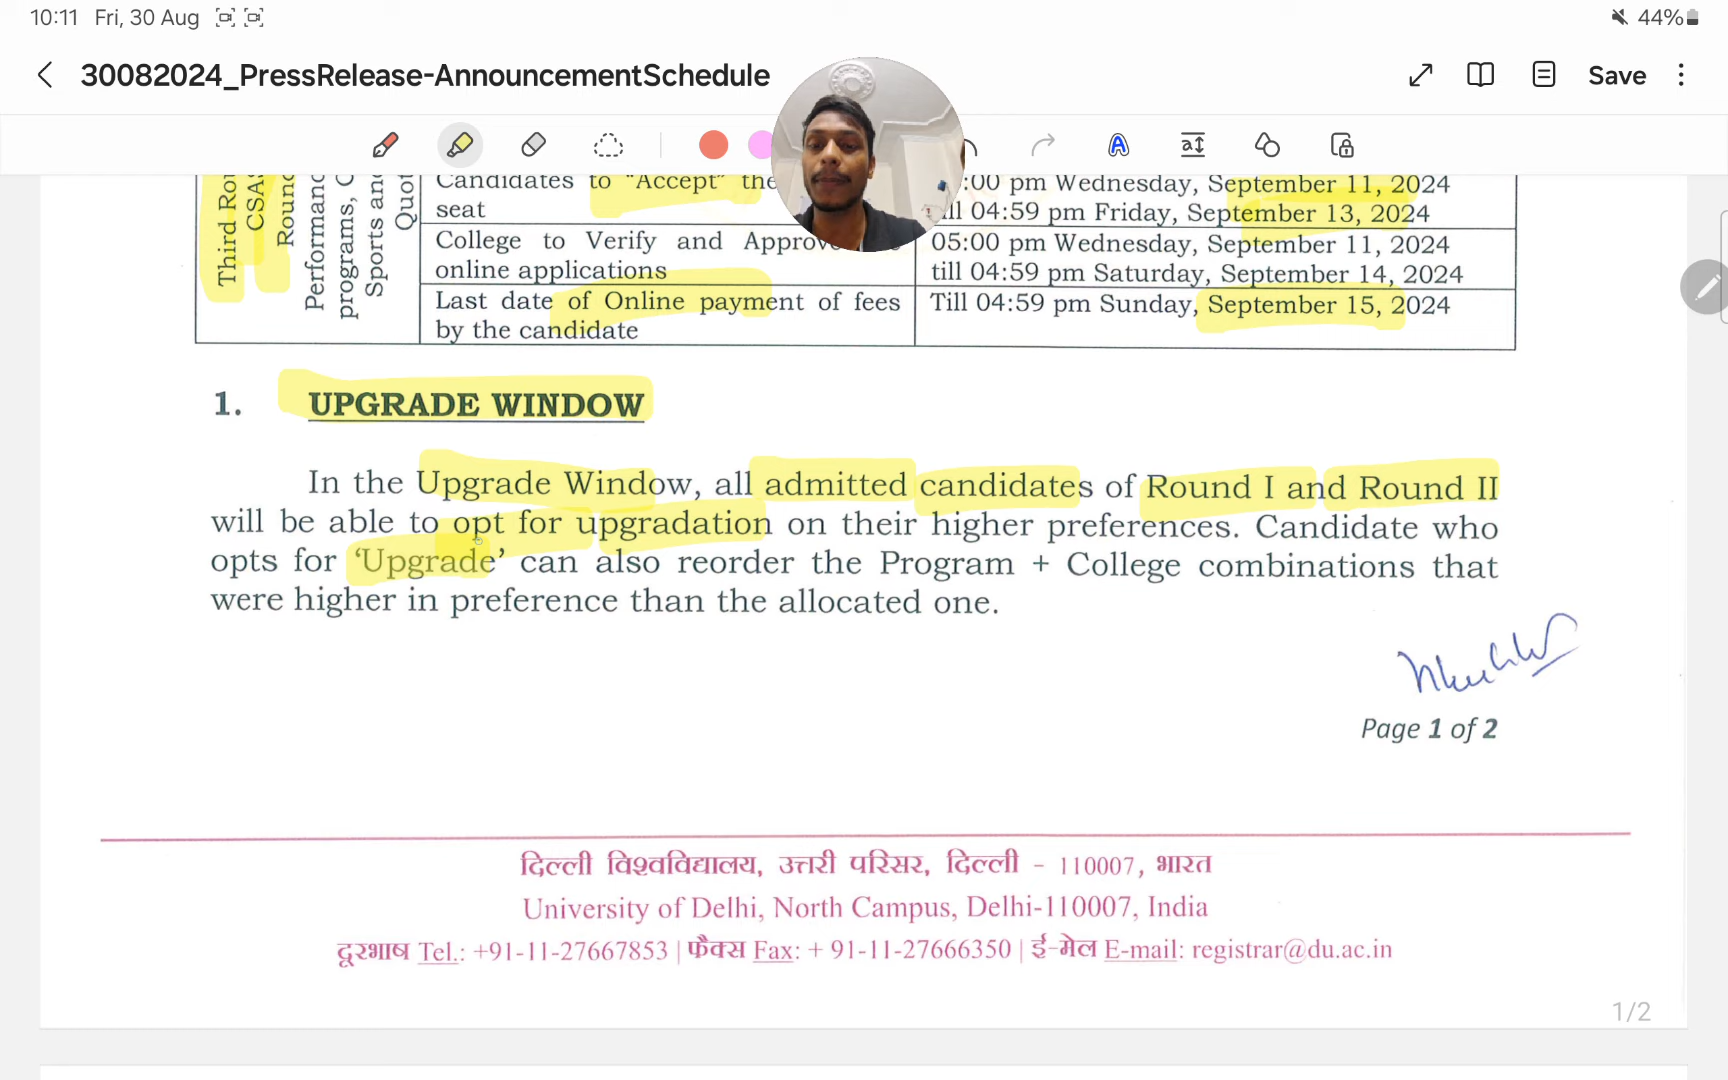 10:11 Fri, 30 Aug 44%
30082024_PressRelease-AnnouncementSchedule Save
Third CSAS Round Performance programs, Sports and
Candidates to “Accept” the :00 pm Wednesday, September 11, 2024
seat 04:59 pm Friday, September 13, 2024
College to Verify and 05:00 pm Wednesday, September 11, 2024
online applications till 04:59 pm Saturday, September 14, 2024
Last date of Online payment of fees Till 04:59 pm Sunday, September 15, 2024
by the candidate
1. UPGRADE WINDOW
In the Upgrade Window, all admitted candidates of Round I and Round II
will be able to opt for upgradation on their higher preferences. Candidate who
opts for ‘Upgrade’ can also reorder the Program + College combinations that
were higher in preference than the allocated one.
Page 1 of 2
दिल्ली विश्वविद्यालय, उत्तरी परिसर, दिल्ली - 110007, भारत
University of Delhi, North Campus, Delhi-110007, India
दूरभाष Tel.: +91-11-27667853 | फैक्स Fax: + 91-11-27666350 | ई-मेल E-mail: registrar@du.ac.in
1/2